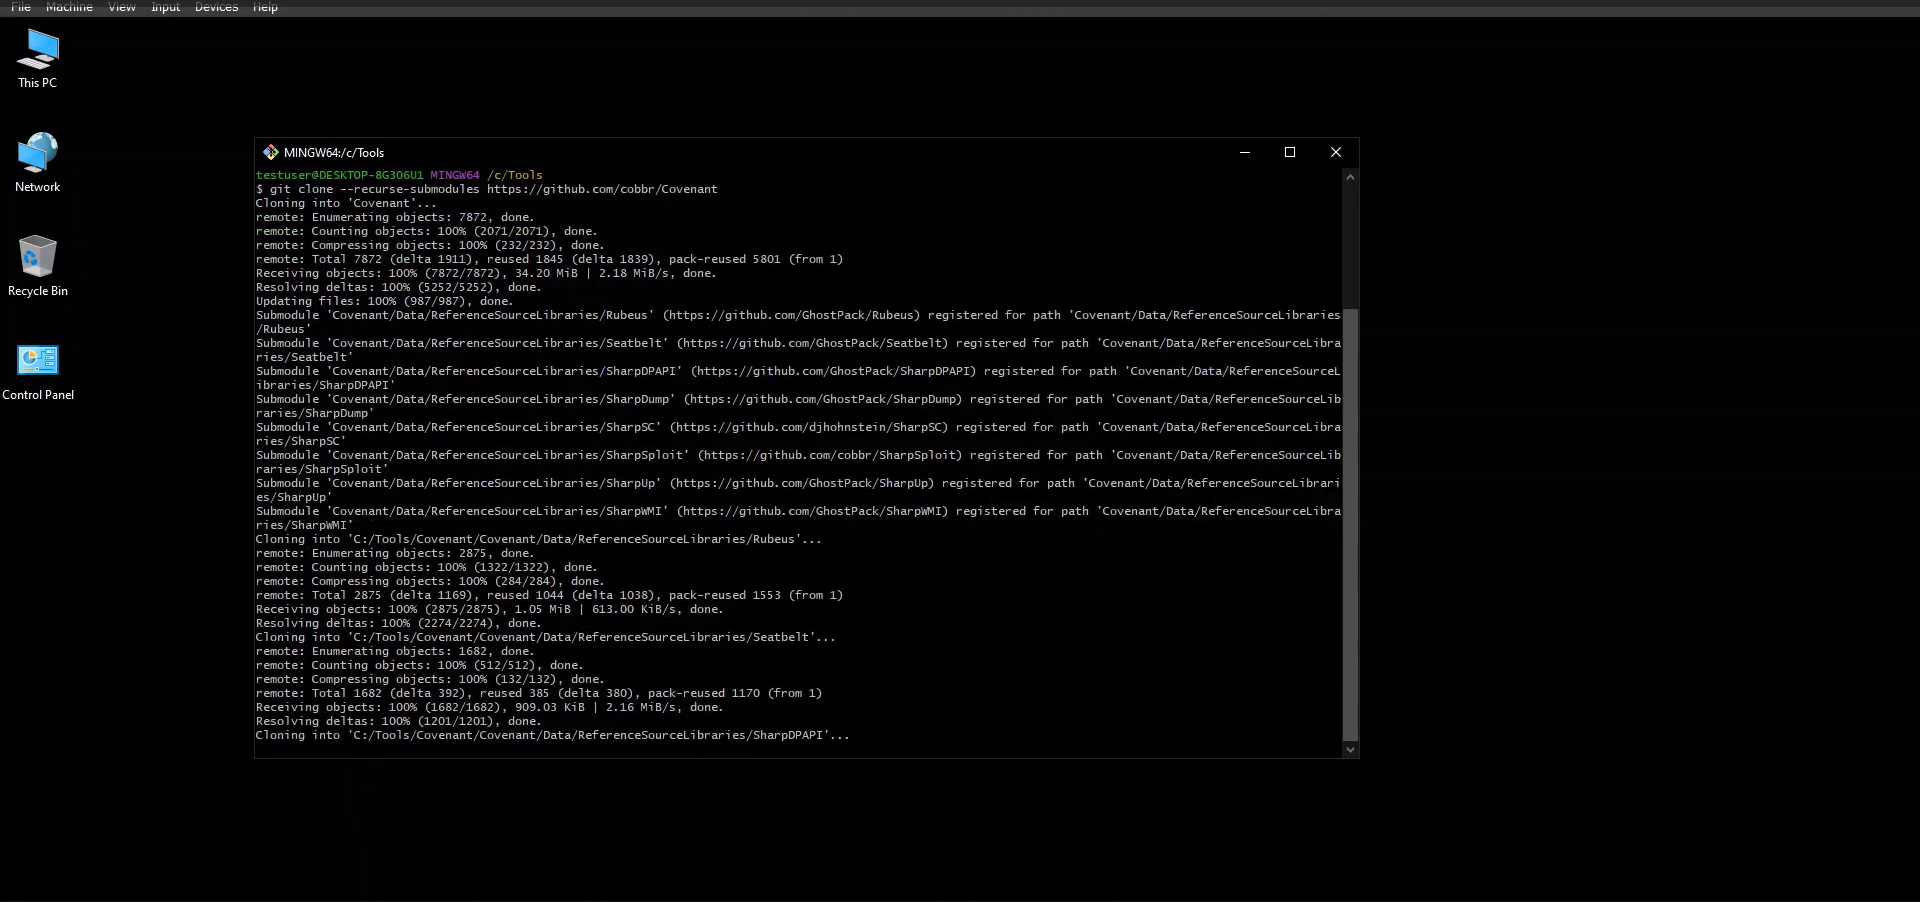 File Machine View Input Devices Help
This PC
Network
Recycle Bin
Control Panel
MINGW64:/c/Tools
testuser@DESKTOP-8G3O6U1 MINGW64 /c/Tools
$ git clone --recurse-submodules https://github.com/cobbr/Covenant
Cloning into 'Covenant'...
remote: Enumerating objects: 7872, done.
remote: Counting objects: 100% (2071/2071), done.
remote: Compressing objects: 100% (232/232), done.
remote: Total 7872 (delta 1911), reused 1845 (delta 1839), pack-reused 5801 (from 1)
Receiving objects: 100% (7872/7872), 34.20 MiB | 2.18 MiB/s, done.
Resolving deltas: 100% (5252/5252), done.
Updating files: 100% (987/987), done.
Submodule 'Covenant/Data/ReferenceSourceLibraries/Rubeus' (https://github.com/GhostPack/Rubeus) registered for path 'Covenant/Data/ReferenceSourceLibraries
/Rubeus'
Submodule 'Covenant/Data/ReferenceSourceLibraries/Seatbelt' (https://github.com/GhostPack/Seatbelt) registered for path 'Covenant/Data/ReferenceSourceLibra
ries/Seatbelt'
Submodule 'Covenant/Data/ReferenceSourceLibraries/SharpDPAPI' (https://github.com/GhostPack/SharpDPAPI) registered for path 'Covenant/Data/ReferenceSourceL
ibraries/SharpDPAPI'
Submodule 'Covenant/Data/ReferenceSourceLibraries/SharpDump' (https://github.com/GhostPack/SharpDump) registered for path 'Covenant/Data/ReferenceSourceLib
raries/SharpDump'
Submodule 'Covenant/Data/ReferenceSourceLibraries/SharpSC' (https://github.com/djhohnstein/SharpSC) registered for path 'Covenant/Data/ReferenceSourceLibra
ries/SharpSC'
Submodule 'Covenant/Data/ReferenceSourceLibraries/SharpSploit' (https://github.com/cobbr/SharpSploit) registered for path 'Covenant/Data/ReferenceSourceLib
raries/SharpSploit'
Submodule 'Covenant/Data/ReferenceSourceLibraries/SharpUp' (https://github.com/GhostPack/SharpUp) registered for path 'Covenant/Data/ReferenceSourceLibrari
es/SharpUp'
Submodule 'Covenant/Data/ReferenceSourceLibraries/SharpWMI' (https://github.com/GhostPack/SharpWMI) registered for path 'Covenant/Data/ReferenceSourceLibra
ries/SharpWMI'
Cloning into 'C:/Tools/Covenant/Covenant/Data/ReferenceSourceLibraries/Rubeus'...
remote: Enumerating objects: 2875, done.
remote: Counting objects: 100% (1322/1322), done.
remote: Compressing objects: 100% (284/284), done.
remote: Total 2875 (delta 1169), reused 1044 (delta 1038), pack-reused 1553 (from 1)
Receiving objects: 100% (2875/2875), 1.05 MiB | 613.00 KiB/s, done.
Resolving deltas: 100% (2274/2274), done.
Cloning into 'C:/Tools/Covenant/Covenant/Data/ReferenceSourceLibraries/Seatbelt'...
remote: Enumerating objects: 1682, done.
remote: Counting objects: 100% (512/512), done.
remote: Compressing objects: 100% (132/132), done.
remote: Total 1682 (delta 392), reused 385 (delta 380), pack-reused 1170 (from 1)
Receiving objects: 100% (1682/1682), 909.03 KiB | 2.16 MiB/s, done.
Resolving deltas: 100% (1201/1201), done.
Cloning into 'C:/Tools/Covenant/Covenant/Data/ReferenceSourceLibraries/SharpDPAPI'...